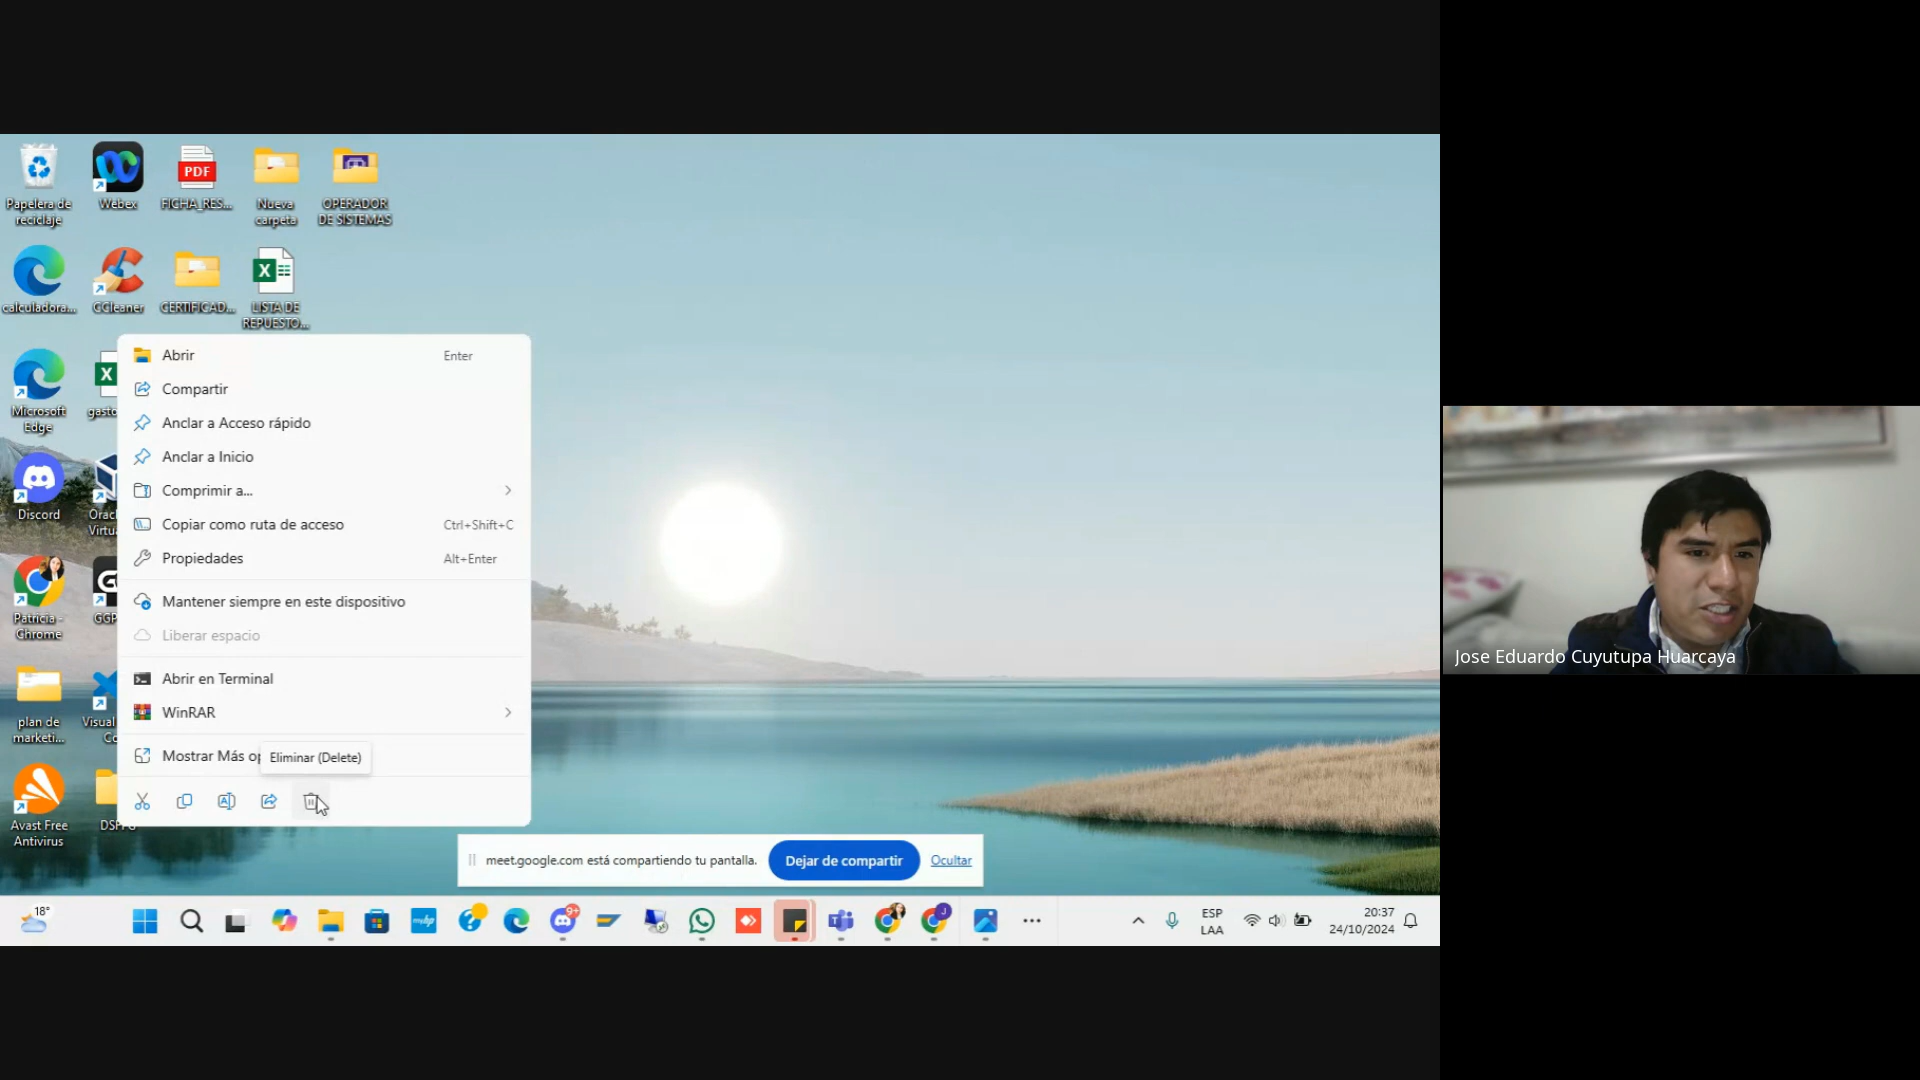 Papelera de
reciclaje
Webex
PDF
FICHA_RES...
Nueva
carpeta
OPERADOR
DE SISTEMAS
calculadora...
CCleaner
CERTIFICAD...
LISTA DE
REPUESTO...
Microsoft
Edge
gasto
Discord
Orac
Virtu
Patricia -
Chrome
GGP
plan de
marketi...
Visual
Co
Avast Free
Antivirus
Abrir Enter
Compartir
Anclar a Acceso rápido
Anclar a Inicio
Comprimir a...
Copiar como ruta de acceso Ctrl+Shift+C
Propiedades Alt+Enter
Mantener siempre en este dispositivo
Liberar espacio
Abrir en Terminal
WinRAR
Mostrar Más op
Eliminar (Delete)
meet.google.com está compartiendo tu pantalla. Dejar de compartir Ocultar
18°
9+
ESP
LAA
20:37
24/10/2024
Jose Eduardo Cuyutupa Huarcaya